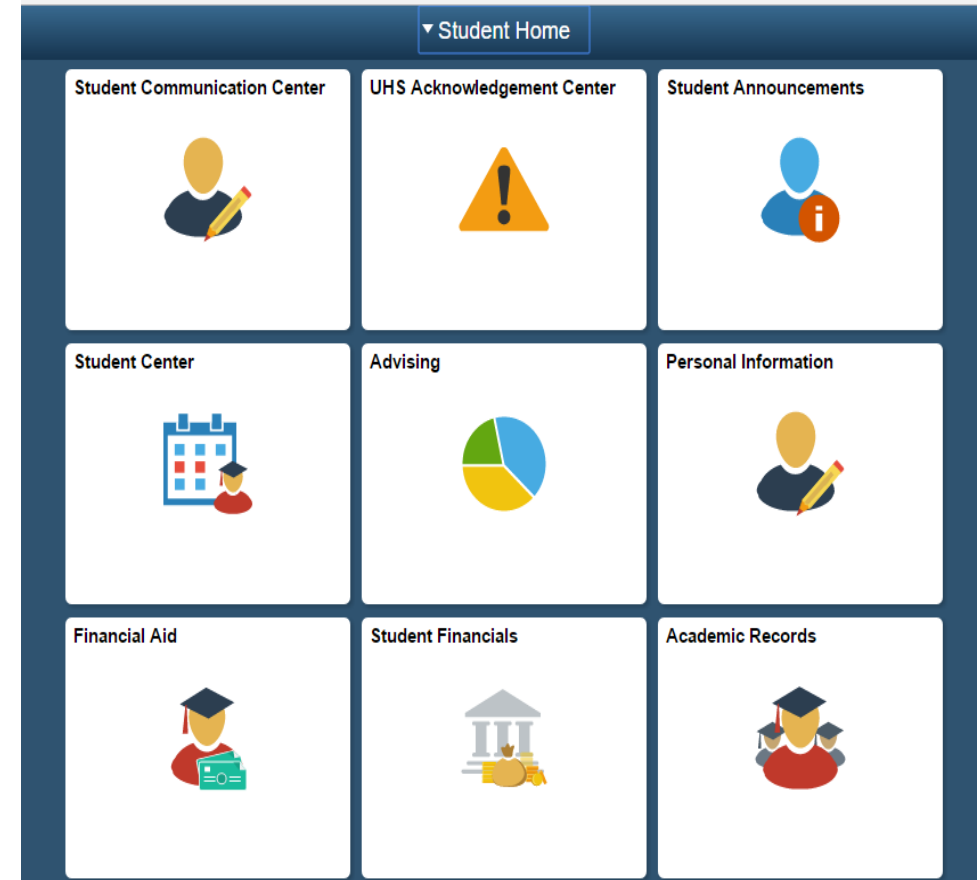 Student Home
Student Communication Center
UHS Acknowledgement Center
Student Announcements
i
Student Center
Advising
Personal Information
Financial Aid
Student Financials
Academic Records